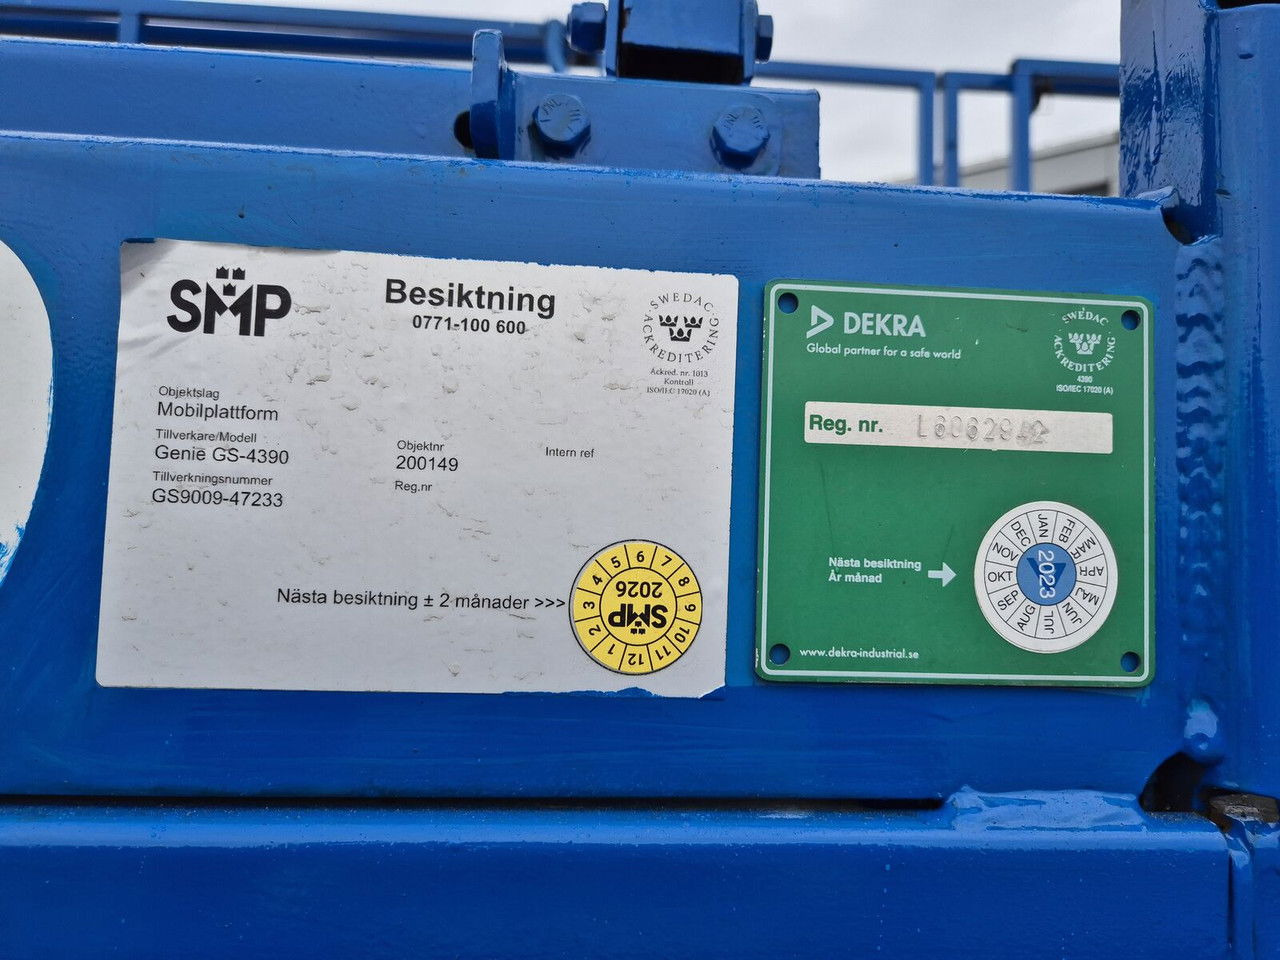 SMP
Besiktning
0771-100 600
SWEDAC
ACKREDITERING
Ackred. nr. 1013
Kontroll
ISO/IEC 17020 (A)
Objektslag
Mobilplattform
Tillverkare/Modell
Genie GS-4390
Objektnr
200149
Intern ref
Tillverkningsnummer
GS9009-47233
Reg.nr
Nästa besiktning ± 2 månader >>>
1 2 3 4 5 6 7 8 9 10 11 12
SMP
2026
DEKRA
Global partner for a safe world
SWEDAC
ACKREDITERING
4390
ISO/IEC 17020 (A)
Reg. nr.
Nästa besiktning
År månad
JAN FEB MAR APR MAJ JUN JUL AUG SEP OKT NOV DEC
2023
www.dekra-industrial.se